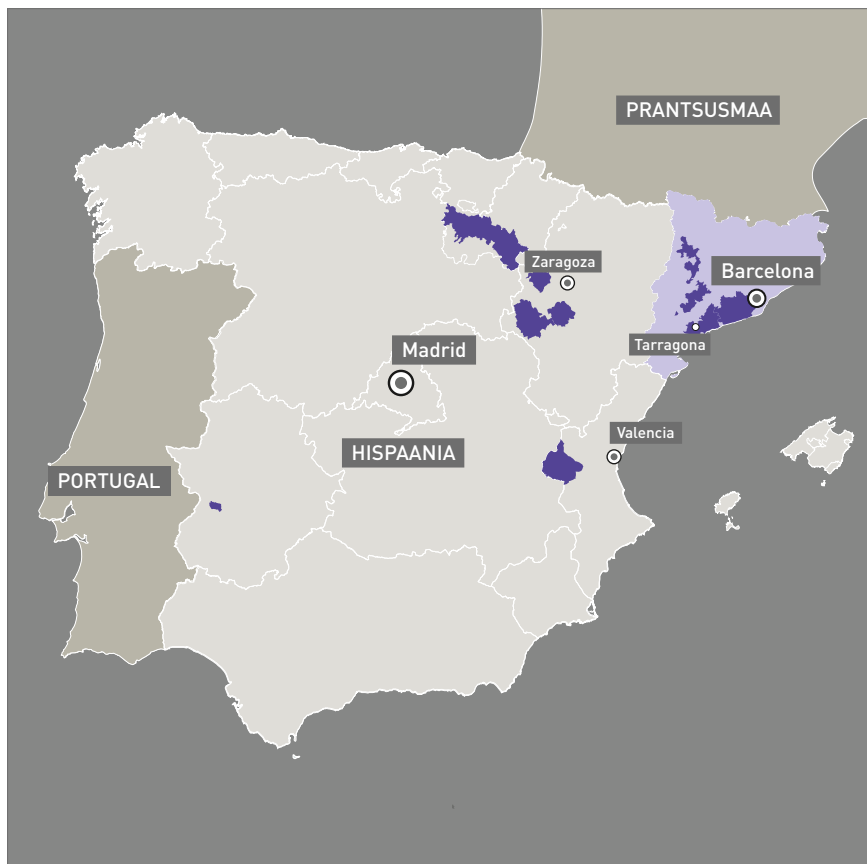 PRANTSUSMAA
Zaragoza
Barcelona
Tarragona
Madrid
Valencia
HISPAANIA
PORTUGAL